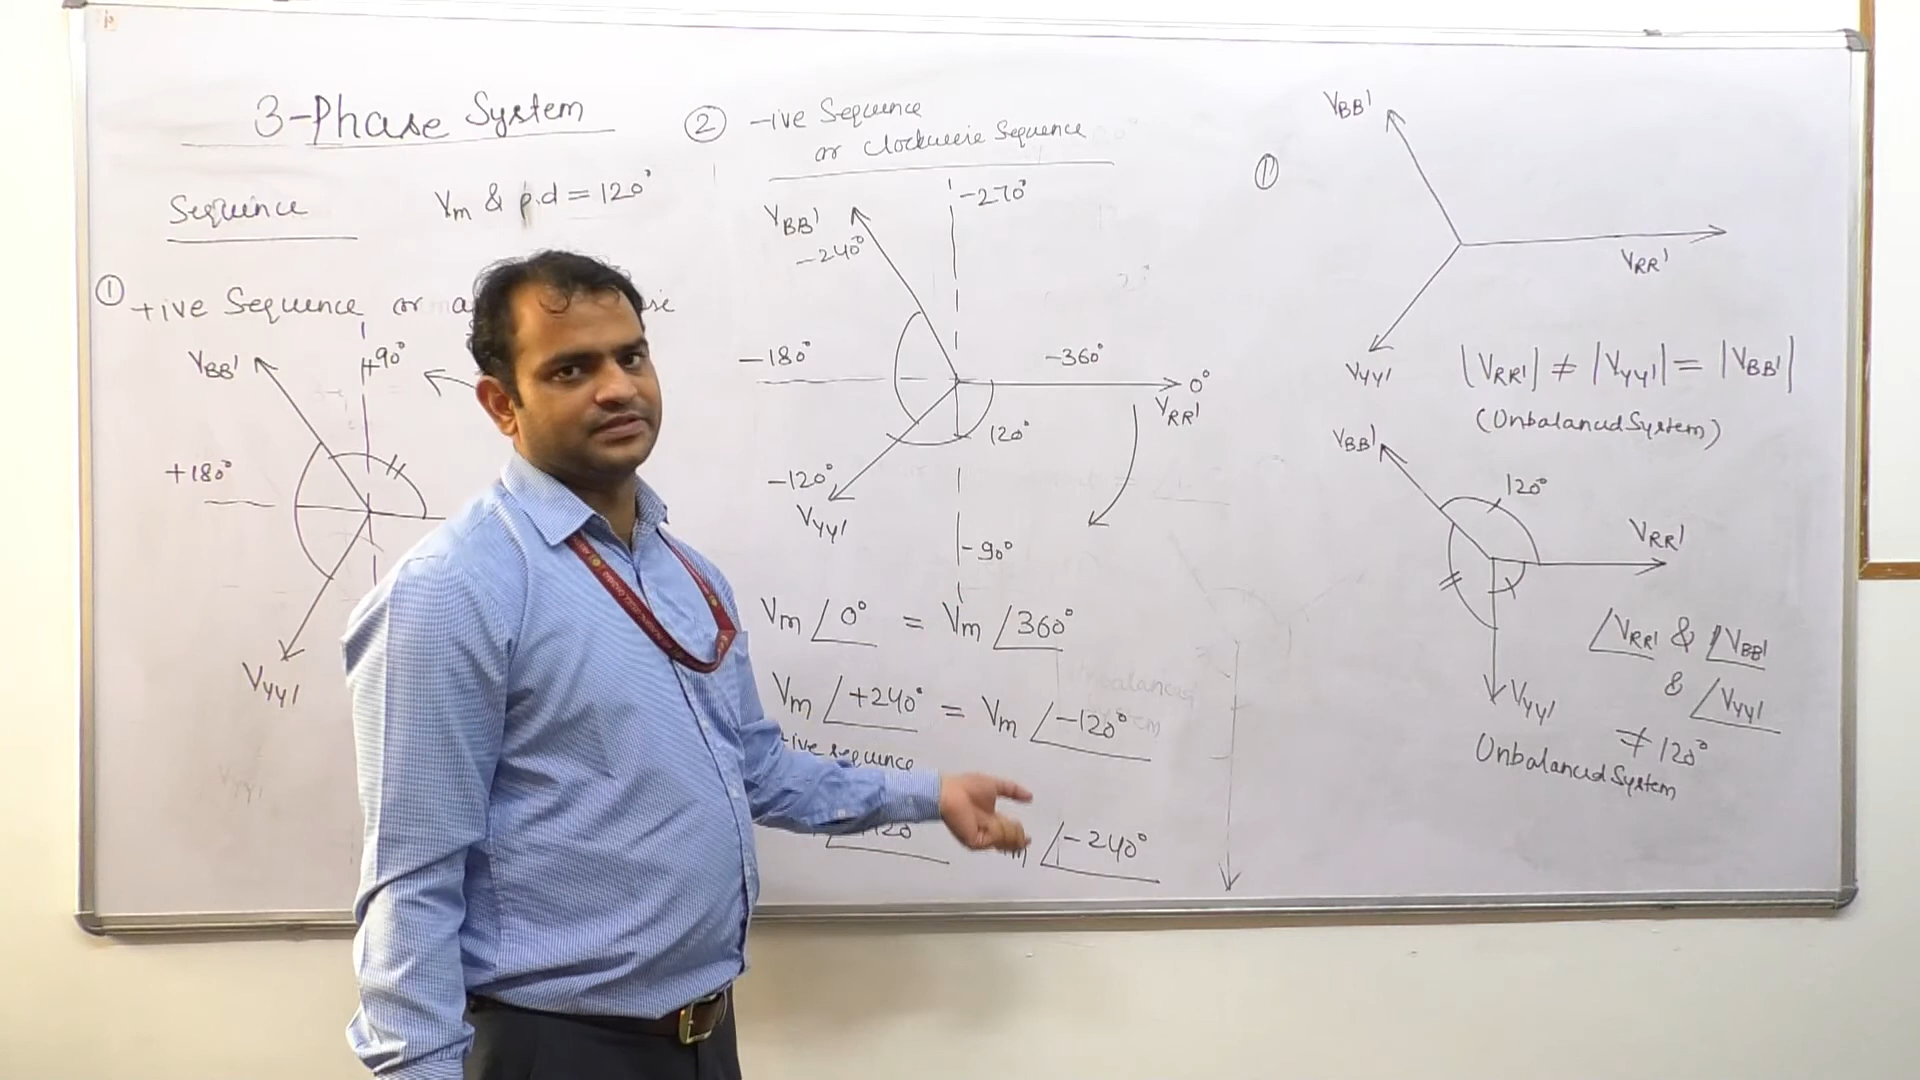 3-Phase System
Sequence
Vm & p.d = 120°
① +ive Sequence or
VBB'
+90°
+180°
VYY'
② -ive Sequence
or Clockwise Sequence
-270°
VBB'
-240°
-180°
-360°
0°
VRR'
120°
-120°
VYY'
-90°
Vm ∠0° = Vm ∠360°
Vm ∠+240° = Vm ∠-120°
+ive sequence
∠-240°
①
VBB'
VRR'
VYY'
|VRR'| ≠ |VYY'| = |VBB'|
(Unbalanced System)
VBB'
120°
VRR'
VYY'
∠VRR' & ∠VBB'
& ∠VYY'
≠ 120°
Unbalanced System